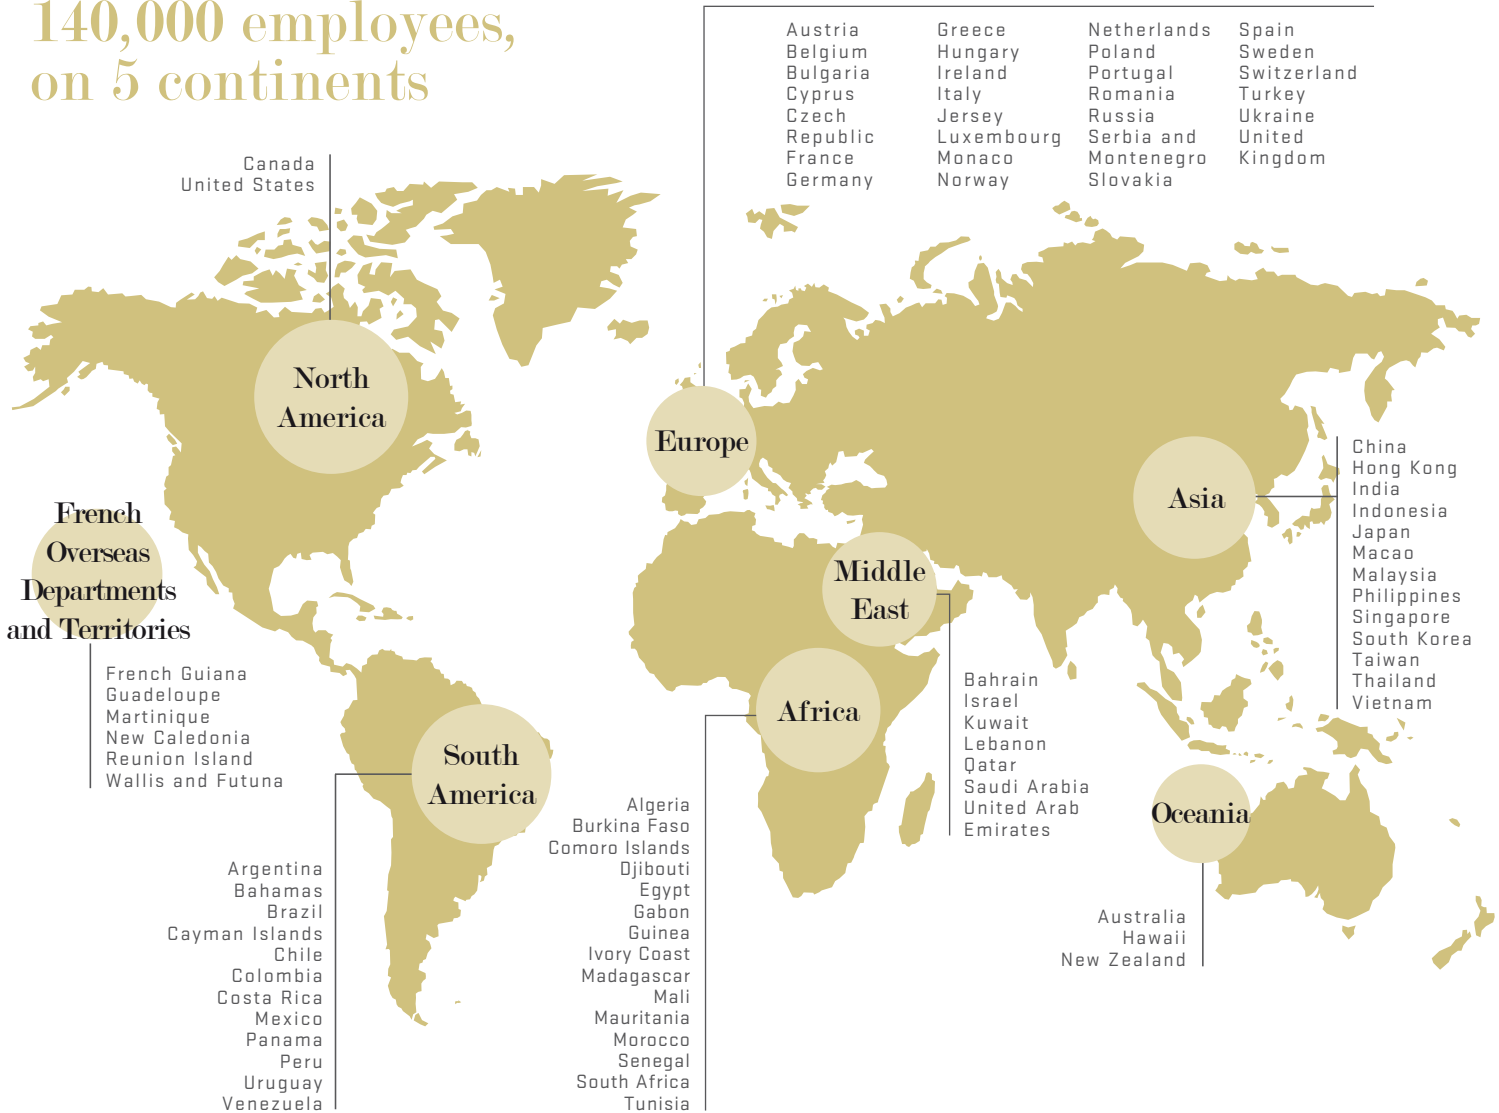 140,000 employees,
on 5 continents
Austria
Belgium
Bulgaria
Cyprus
Czech
Republic
France
Germany
Greece
Hungary
Ireland
Italy
Jersey
Luxembourg
Monaco
Norway
Netherlands
Poland
Portugal
Romania
Russia
Serbia and
Montenegro
Slovakia
Spain
Sweden
Switzerland
Turkey
Ukraine
United
Kingdom
Canada
United States
North
America
Europe
Asia
China
Hong Kong
India
Indonesia
Japan
Macao
Malaysia
Philippines
Singapore
South Korea
Taiwan
Thailand
Vietnam
French
Overseas
Departments
and Territories
French Guiana
Guadeloupe
Martinique
New Caledonia
Reunion Island
Wallis and Futuna
Middle
East
Bahrain
Israel
Kuwait
Lebanon
Qatar
Saudi Arabia
United Arab
Emirates
Africa
Algeria
Burkina Faso
Comoro Islands
Djibouti
Egypt
Gabon
Guinea
Ivory Coast
Madagascar
Mali
Mauritania
Morocco
Senegal
South Africa
Tunisia
South
America
Argentina
Bahamas
Brazil
Cayman Islands
Chile
Colombia
Costa Rica
Mexico
Panama
Peru
Uruguay
Venezuela
Oceania
Australia
Hawaii
New Zealand